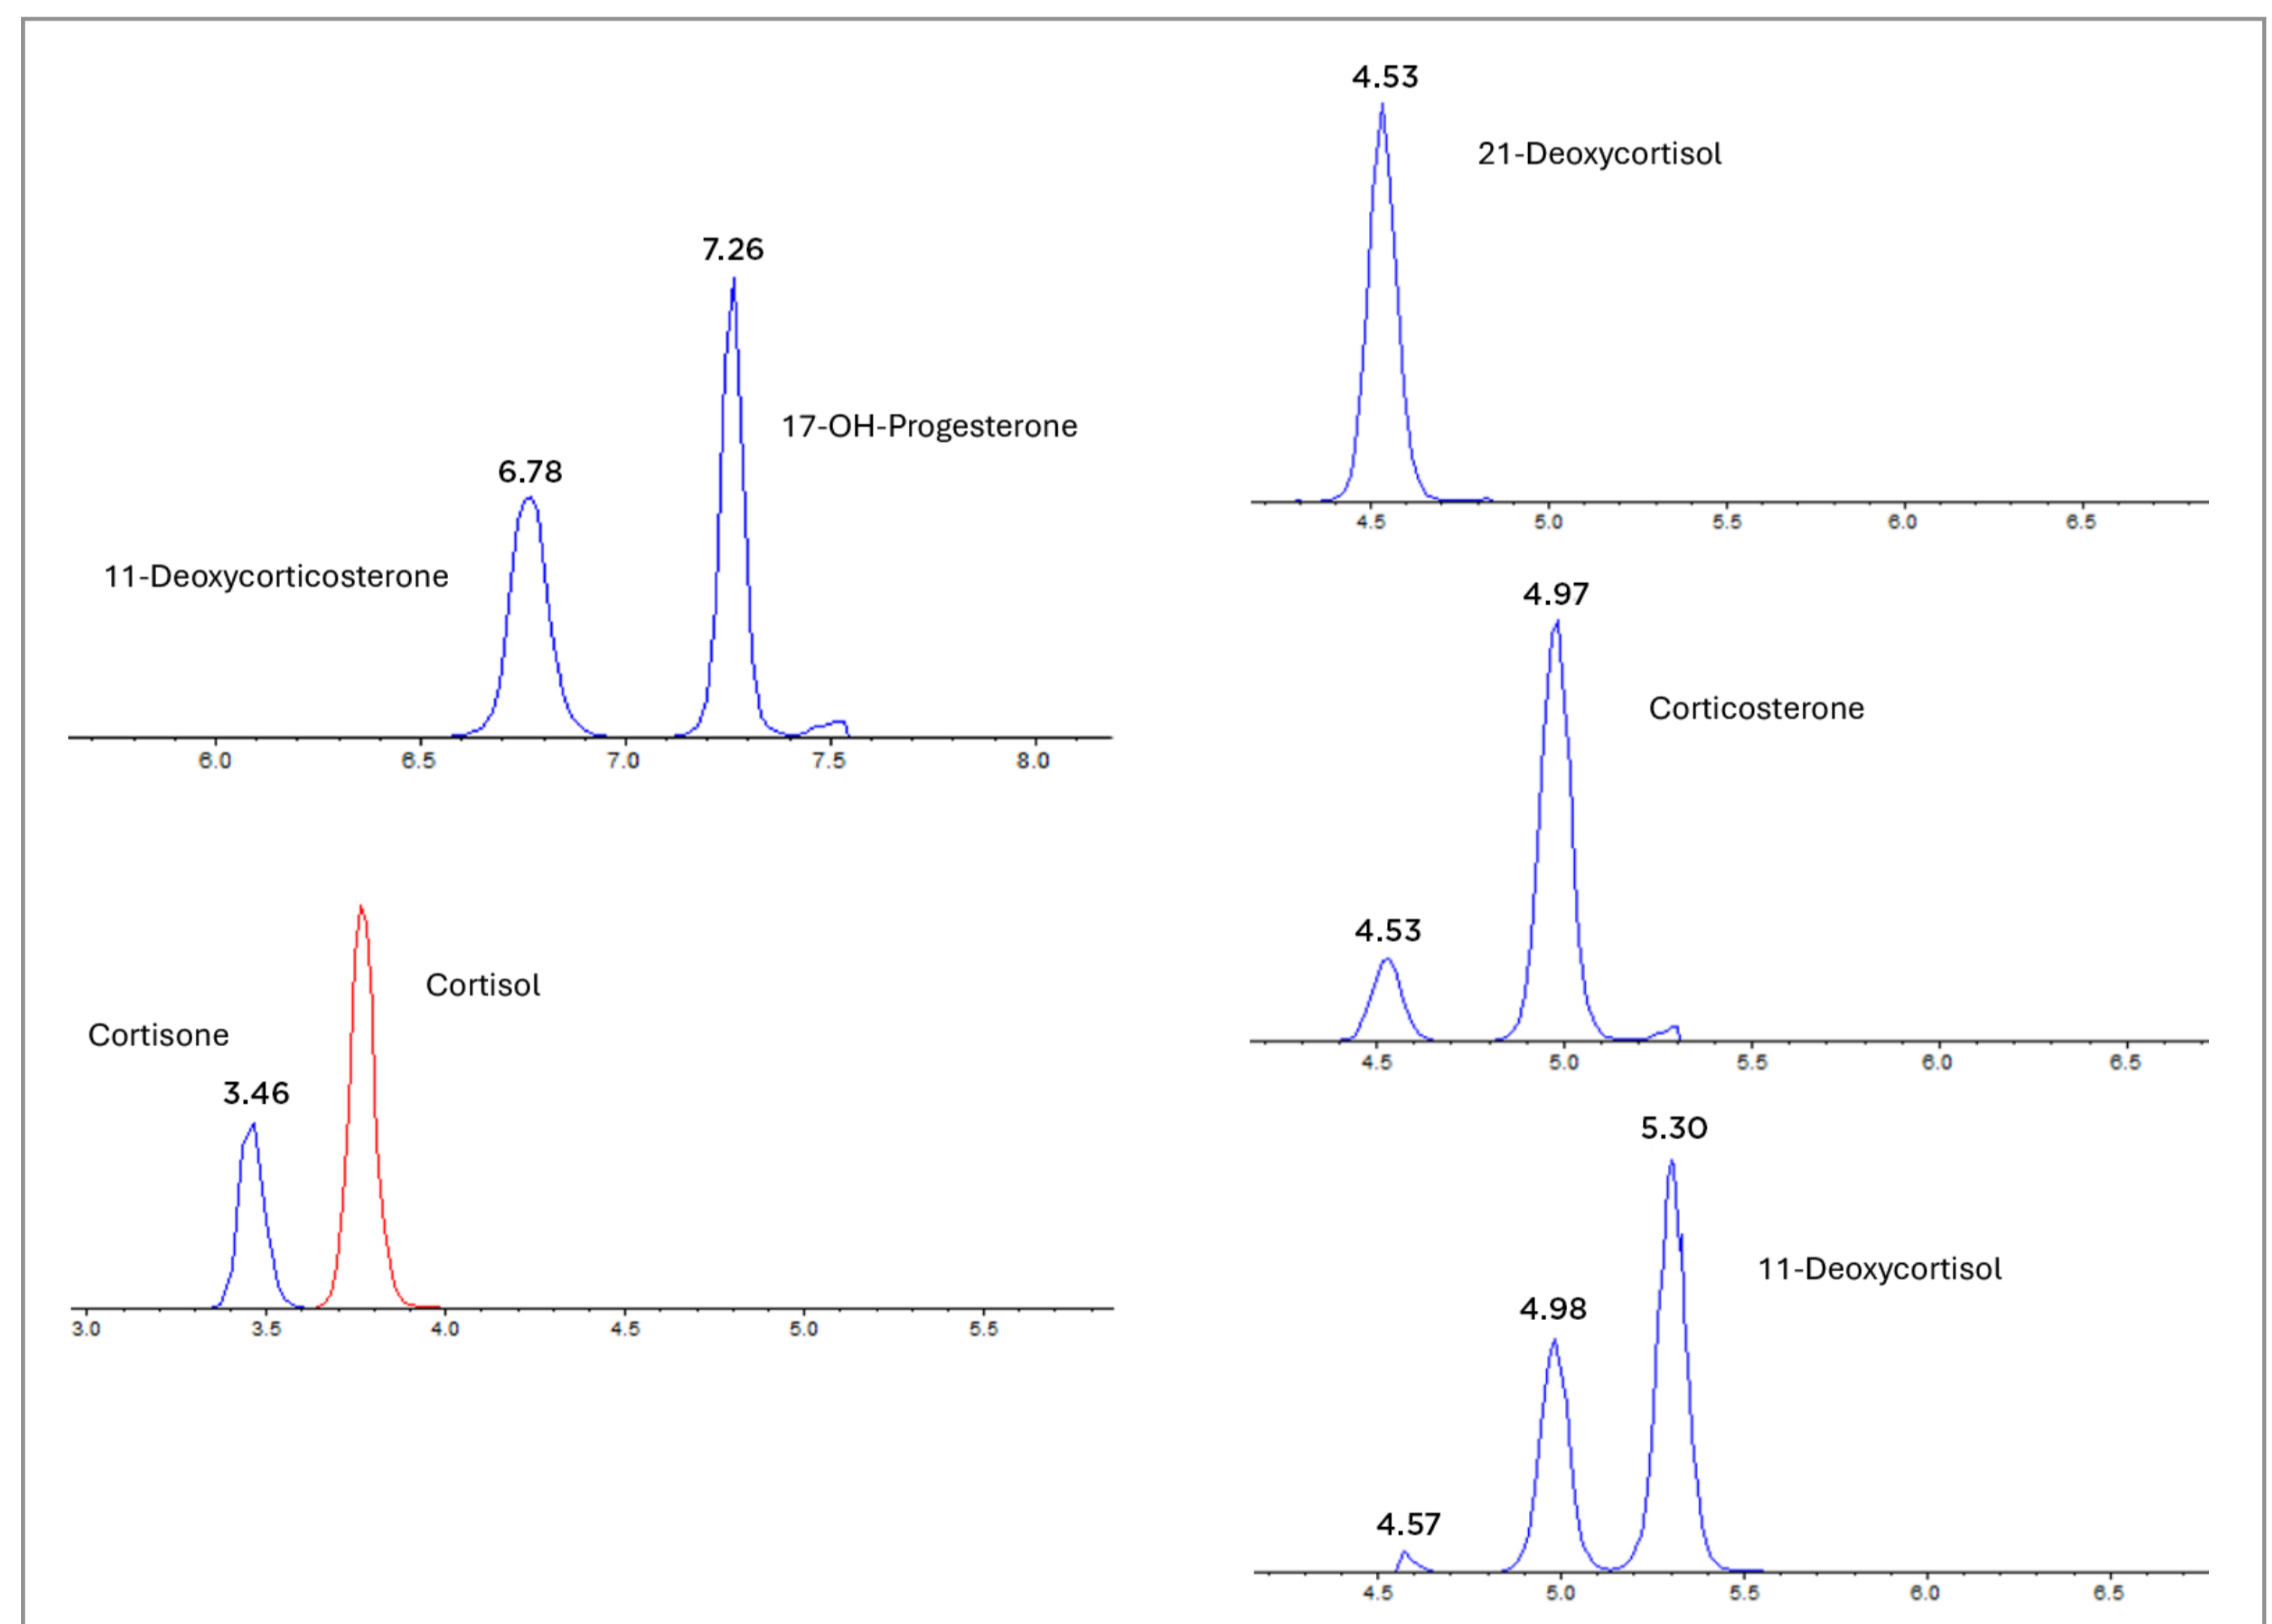 7.26
17-OH-Progesterone
6.78
11-Deoxycorticosterone
6.0 6.5 7.0 7.5 8.0
Cortisol
Cortisone
3.46
3.0 3.5 4.0 4.5 5.0 5.5
4.53
21-Deoxycortisol
4.5 5.0 5.5 6.0 6.5
4.97
Corticosterone
4.53
4.5 5.0 5.5 6.0 6.5
5.30
11-Deoxycortisol
4.98
4.57
4.5 5.0 5.5 6.0 6.5